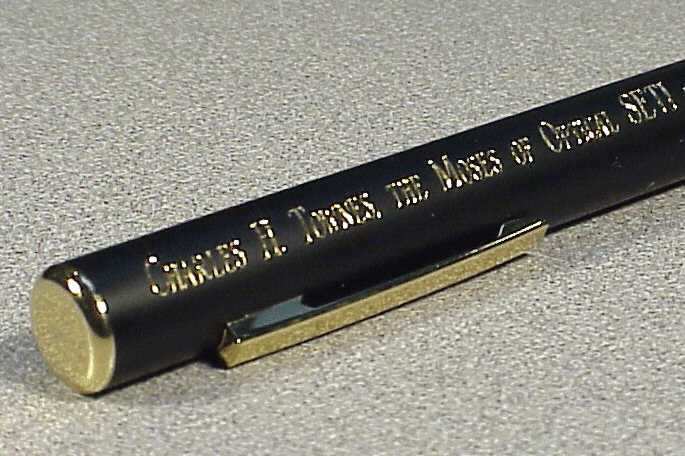 CHARLES H. TOWNES, THE MOSES OF OPTICAL SETI